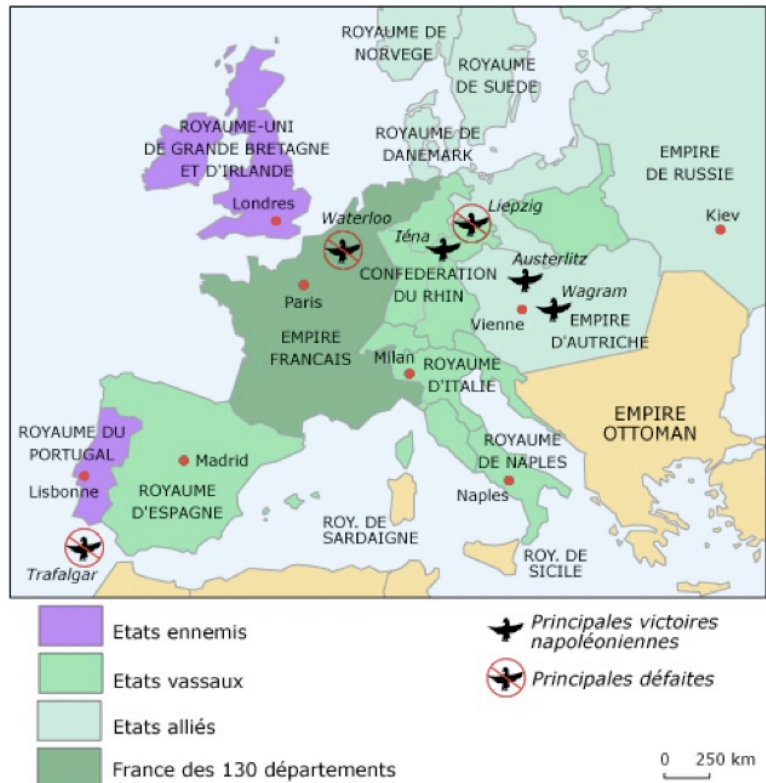 ROYAUME DE
NORVEGE
ROYAUME
DE SUEDE
ROYAUME-UNI
DE GRANDE BRETAGNE
ET D'IRLANDE
ROYAUME DE
DANEMARK
EMPIRE
DE RUSSIE
Londres
Waterloo
Liepzig
Kiev
Iéna
Austerlitz
CONFEDERATION
DU RHIN
Wagram
Paris
Vienne
EMPIRE
D'AUTRICHE
EMPIRE
FRANCAIS
Milan
ROYAUME
D'ITALIE
EMPIRE
OTTOMAN
ROYAUME DU
PORTUGAL
Madrid
ROYAUME
DE NAPLES
Lisbonne
ROYAUME
D'ESPAGNE
Naples
ROY. DE
SARDAIGNE
ROY. DE
SICILE
Trafalgar
Etats ennemis
Etats vassaux
Etats alliés
France des 130 départements
Principales victoires
napoléoniennes
Principales défaites
0 250 km